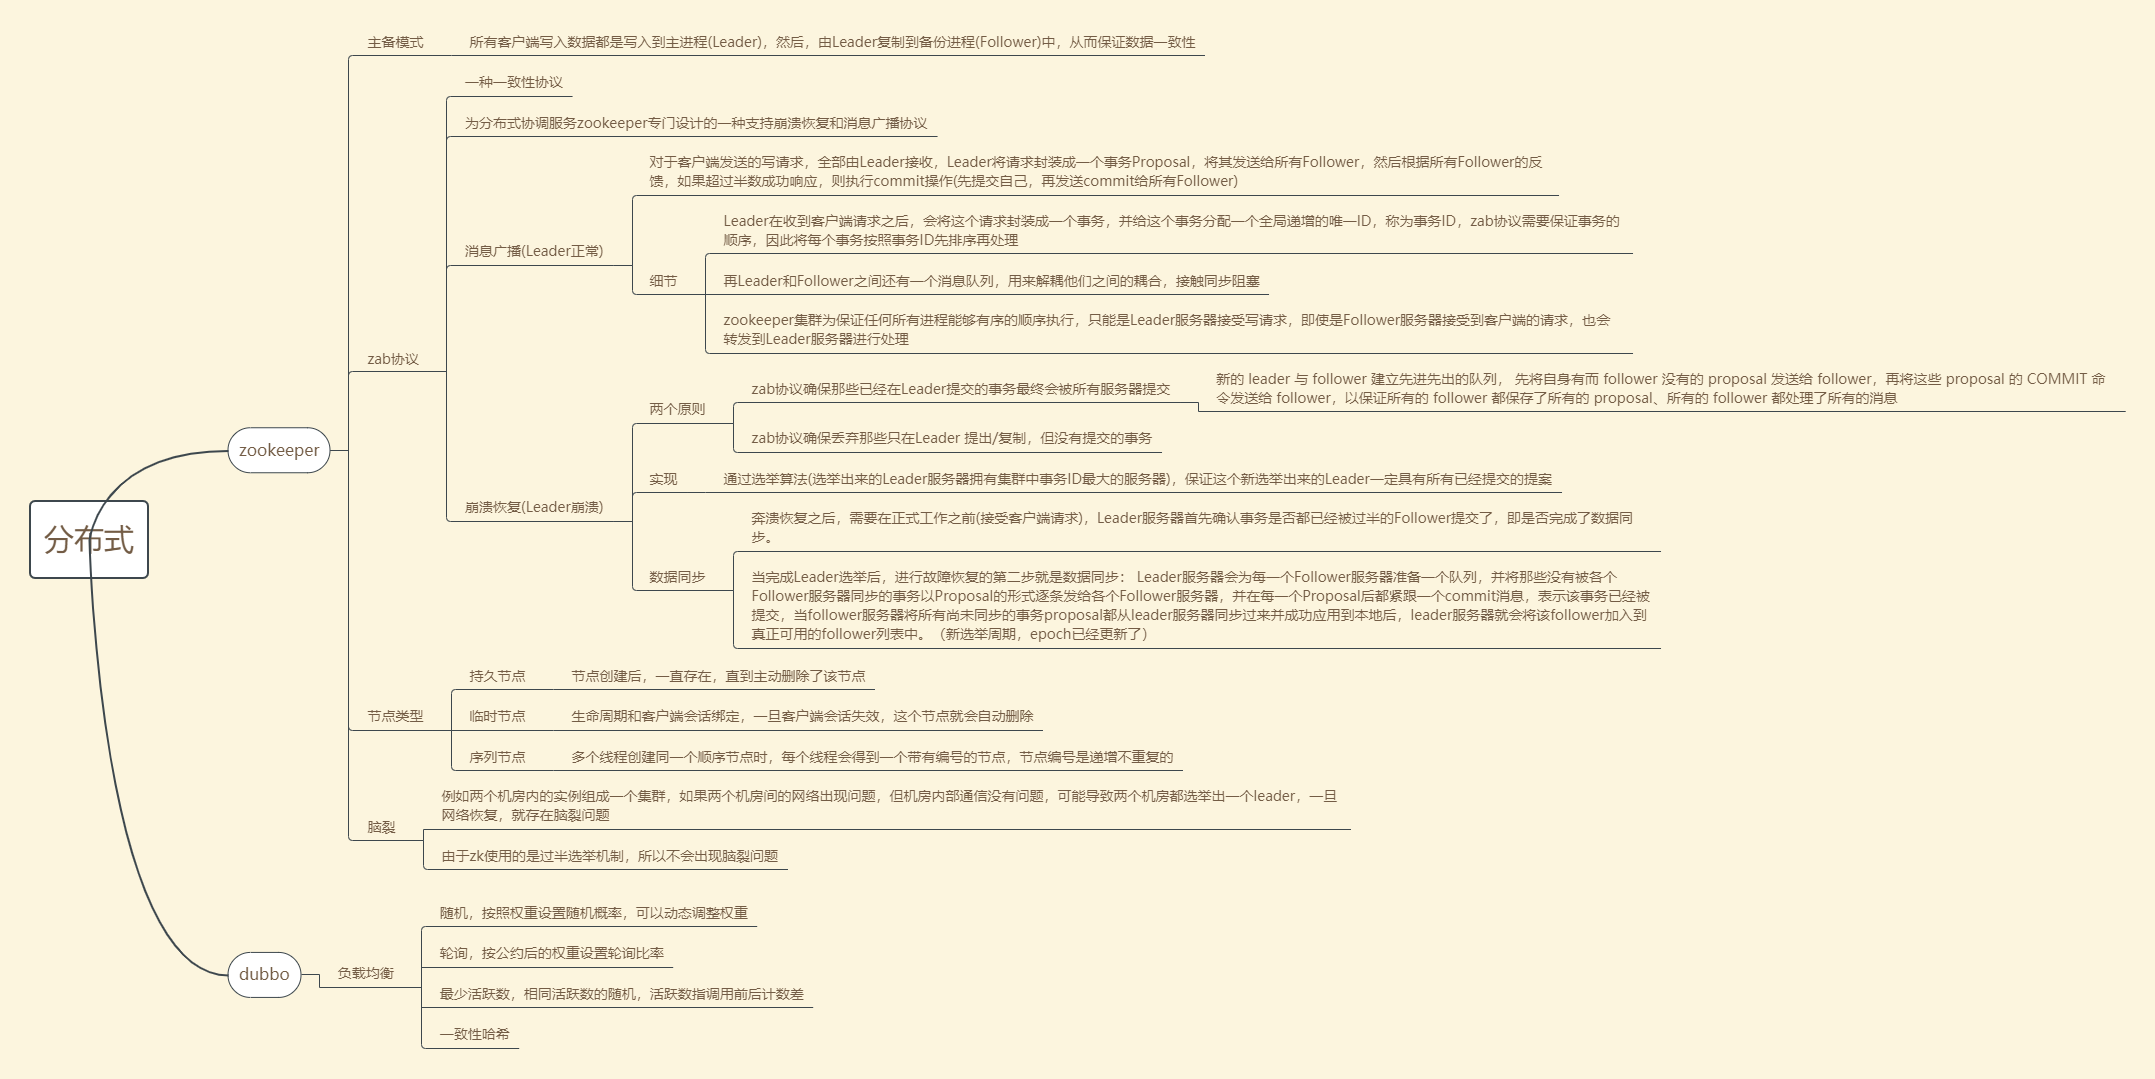 分布式
zookeeper
主备模式
所有客户端写入数据都是写入到主进程(Leader)，然后，由Leader复制到备份进程(Follower)中，从而保证数据一致性
zab协议
一种一致性协议
为分布式协调服务zookeeper专门设计的一种支持崩溃恢复和消息广播协议
消息广播(Leader正常)
对于客户端发送的写请求，全部由Leader接收，Leader将请求封装成一个事务Proposal，将其发送给所有Follower，然后根据所有Follower的反
馈，如果超过半数成功响应，则执行commit操作(先提交自己，再发送commit给所有Follower)
细节
Leader在收到客户端请求之后，会将这个请求封装成一个事务，并给这个事务分配一个全局递增的唯一ID，称为事务ID，zab协议需要保证事务的
顺序，因此将每个事务按照事务ID先排序再处理
再Leader和Follower之间还有一个消息队列，用来解耦他们之间的耦合，接触同步阻塞
zookeeper集群为保证任何所有进程能够有序的顺序执行，只能是Leader服务器接受写请求，即使是Follower服务器接受到客户端的请求，也会
转发到Leader服务器进行处理
崩溃恢复(Leader崩溃)
两个原则
zab协议确保那些已经在Leader提交的事务最终会被所有服务器提交
新的 leader 与 follower 建立先进先出的队列， 先将自身有而 follower 没有的 proposal 发送给 follower，再将这些 proposal 的 COMMIT 命
令发送给 follower，以保证所有的 follower 都保存了所有的 proposal、所有的 follower 都处理了所有的消息
zab协议确保丢弃那些只在Leader 提出/复制，但没有提交的事务
实现
通过选举算法(选举出来的Leader服务器拥有集群中事务ID最大的服务器)，保证这个新选举出来的Leader一定具有所有已经提交的提案
数据同步
奔溃恢复之后，需要在正式工作之前(接受客户端请求)，Leader服务器首先确认事务是否都已经被过半的Follower提交了，即是否完成了数据同
步。
当完成Leader选举后，进行故障恢复的第二步就是数据同步： Leader服务器会为每一个Follower服务器准备一个队列，并将那些没有被各个
Follower服务器同步的事务以Proposal的形式逐条发给各个Follower服务器，并在每一个Proposal后都紧跟一个commit消息，表示该事务已经被
提交，当follower服务器将所有尚未同步的事务proposal都从leader服务器同步过来并成功应用到本地后，leader服务器就会将该follower加入到
真正可用的follower列表中。（新选举周期，epoch已经更新了）
节点类型
持久节点
节点创建后，一直存在，直到主动删除了该节点
临时节点
生命周期和客户端会话绑定，一旦客户端会话失效，这个节点就会自动删除
序列节点
多个线程创建同一个顺序节点时，每个线程会得到一个带有编号的节点，节点编号是递增不重复的
脑裂
例如两个机房内的实例组成一个集群，如果两个机房间的网络出现问题，但机房内部通信没有问题，可能导致两个机房都选举出一个leader，一旦
网络恢复，就存在脑裂问题
由于zk使用的是过半选举机制，所以不会出现脑裂问题
dubbo
负载均衡
随机，按照权重设置随机概率，可以动态调整权重
轮询，按公约后的权重设置轮询比率
最少活跃数，相同活跃数的随机，活跃数指调用前后计数差
一致性哈希